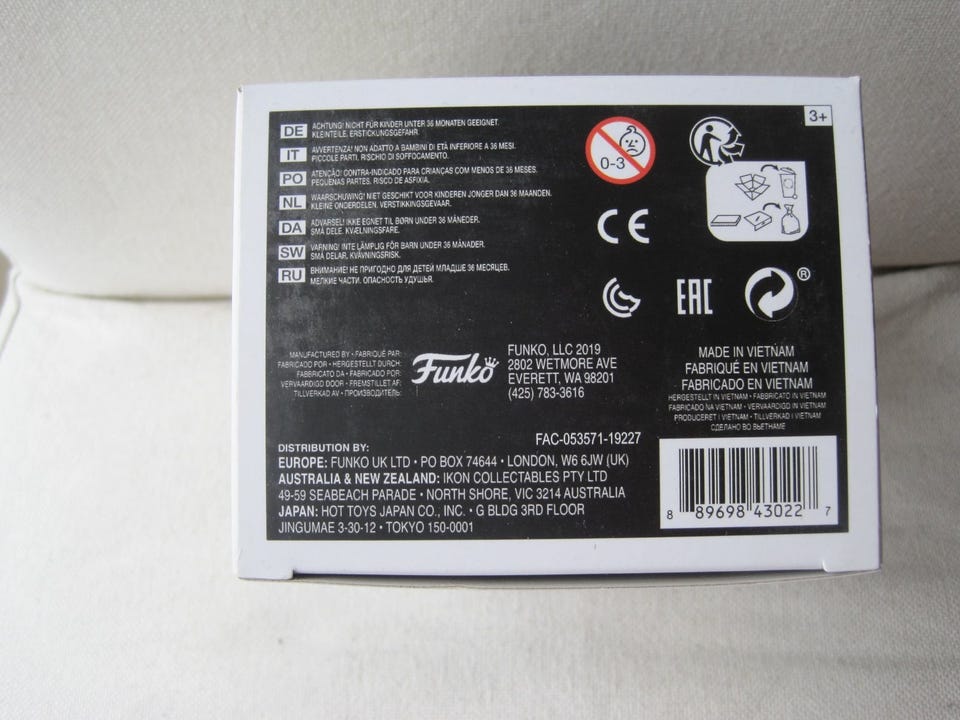 DE ACHTUNG! NICHT FÜR KINDER UNTER 36 MONATEN GEEIGNET.
KLEINTEILE. ERSTICKUNGSGEFAHR.
IT AVVERTENZA! NON ADATTO A BAMBINI DI ETÀ INFERIORE A 36 MESI.
PICCOLE PARTI. RISCHIO DI SOFFOCAMENTO.
PO ATENÇÃO! CONTRA-INDICADO PARA CRIANÇAS COM MENOS DE 36 MESES.
PEQUENAS PARTES. RISCO DE ASFIXIA.
NL WAARSCHUWING! NIET GESCHIKT VOOR KINDEREN JONGER DAN 36 MAANDEN.
KLEINE ONDERDELEN. VERSTIKKINGSGEVAAR.
DA ADVARSEL! IKKE EGNET TIL BØRN UNDER 36 MÅNEDER.
SMÅ DELE. KVÆLNINGSFARE.
SW VARNING! INTE LÄMPLIG FÖR BARN UNDER 36 MÅNADER.
SMÅ DELAR. KVÄVNINGSRISK.
RU ВНИМАНИЕ! НЕ ПРИГОДНО ДЛЯ ДЕТЕЙ МЛАДШЕ 36 МЕСЯЦЕВ.
МЕЛКИЕ ЧАСТИ. ОПАСНОСТЬ УДУШЬЯ.
3+
0-3
CE
EAC
®
MANUFACTURED BY • FABRIQUÉ PAR:
FABRICADO POR • HERGESTELLT DURCH:
FABBRICATO DA • FABRICADO POR:
VERVAARDIGD DOOR • FREMSTILLET AF:
TILLVERKAD AV • ПРОИЗВОДИТЕЛЬ:
Funko
FUNKO, LLC 2019
2802 WETMORE AVE
EVERETT, WA 98201
(425) 783-3616
MADE IN VIETNAM
FABRIQUÉ EN VIETNAM
FABRICADO EN VIETNAM
HERGESTELLT IN VIETNAM • FABBRICATO IN VIETNAM
FABRICADO NA VIETNAM • VERVAARDIGD IN VIETNAM
PRODUCERET I VIETNAM • TILLVERKAD I VIETNAM
СДЕЛАНО ВО ВЬЕТНАМЕ
FAC-053571-19227
DISTRIBUTION BY:
EUROPE: FUNKO UK LTD • PO BOX 74644 • LONDON, W6 6JW (UK)
AUSTRALIA & NEW ZEALAND: IKON COLLECTABLES PTY LTD
49-59 SEABEACH PARADE • NORTH SHORE, VIC 3214 AUSTRALIA
JAPAN: HOT TOYS JAPAN CO., INC. • G BLDG 3RD FLOOR
JINGUMAE 3-30-12 • TOKYO 150-0001
8 89698 43022 7